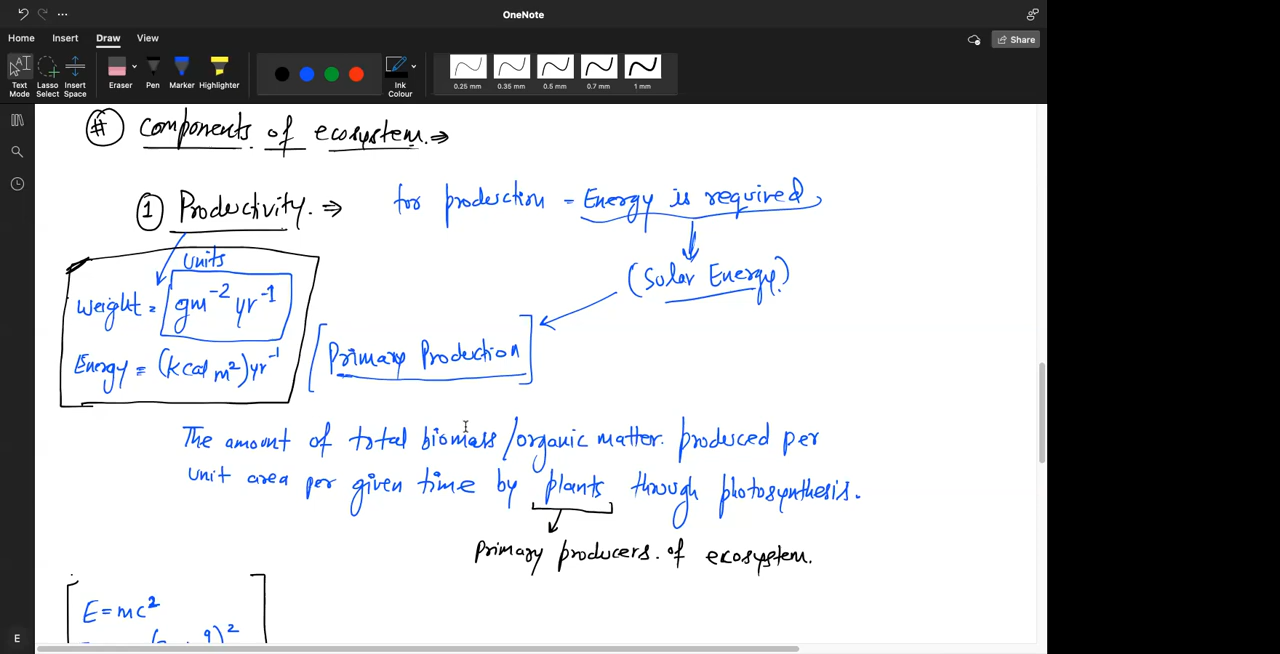 OneNote
Home Insert Draw View
Share
Text Mode
Lasso Select
Insert Space
Eraser
Pen
Marker
Highlighter
Ink Colour
0.25 mm
0.35 mm
0.5 mm
0.7 mm
1 mm
# Components of ecosystem. ⇒
① Productivity. ⇒ for production - Energy is required
Units
(Solar Energy)
Weight = gm⁻² yr⁻¹
[Primary Production]
Energy = (kcal m²) yr⁻¹
The amount of total biomass/organic matter. produced per
unit area per given time by plants through photosynthesis.
Primary producers. of ecosystem.
E = mc²
E